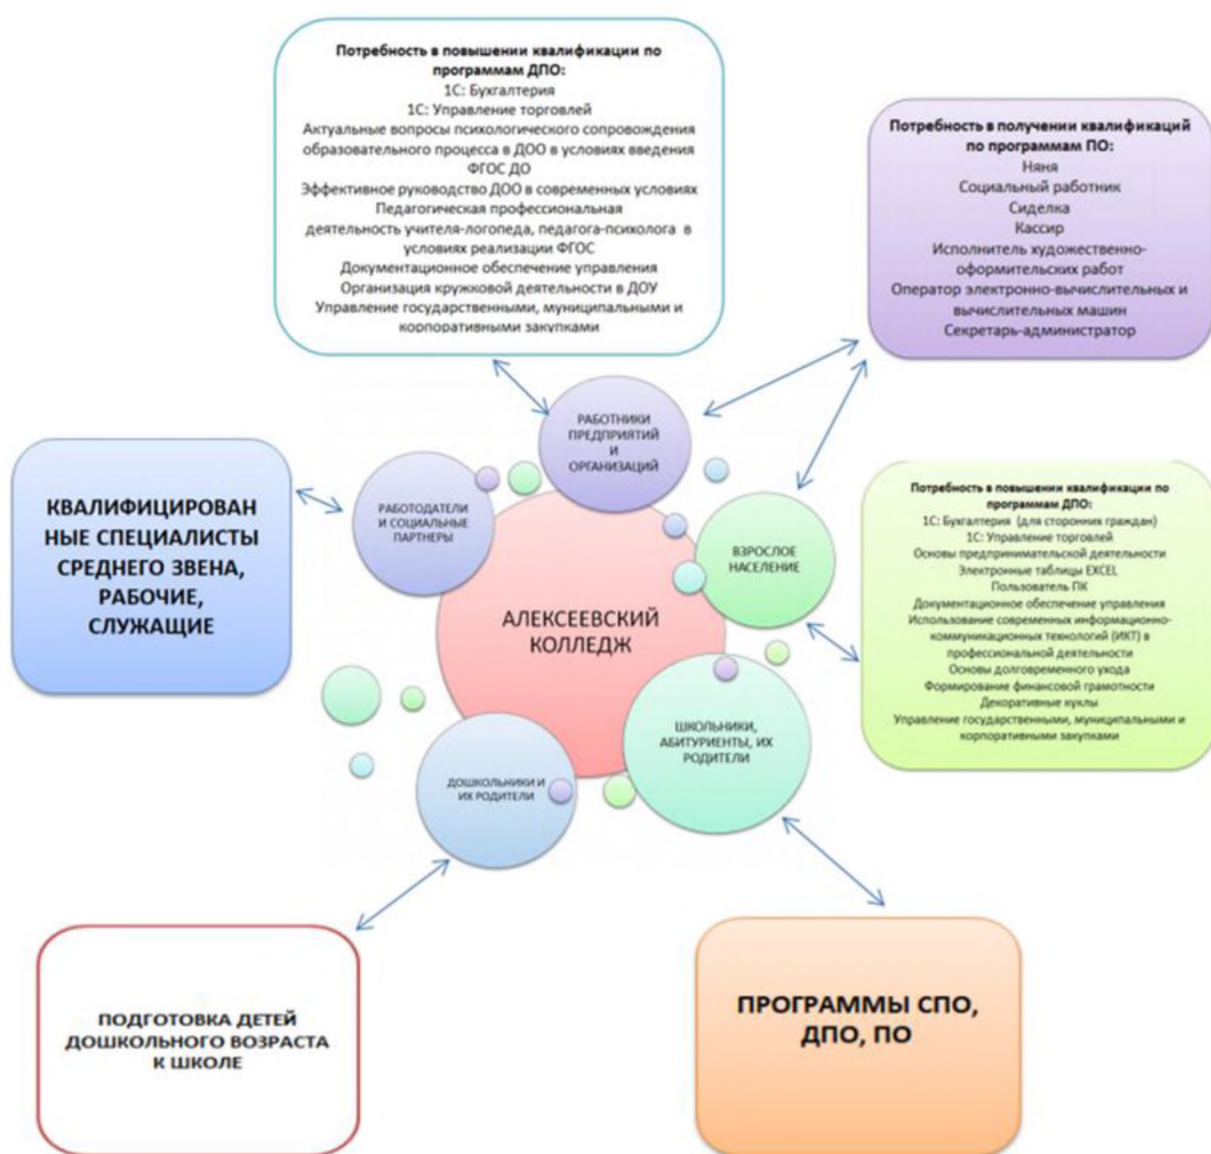 Потребность в повышении квалификации по
программам ДПО:
1С: Бухгалтерия
1С: Управление торговлей
Актуальные вопросы психологического сопровождения
образовательного процесса в ДОО в условиях введения
ФГОС ДО
Эффективное руководство ДОО в современных условиях
Педагогическая профессиональная
деятельность учителя-логопеда, педагога-психолога в
условиях реализации ФГОС
Документационное обеспечение управления
Организация кружковой деятельности в ДОУ
Управление государственными, муниципальными и
корпоративными закупками
Потребность в получении квалификаций
по программам ПО:
Няня
Социальный работник
Сиделка
Кассир
Исполнитель художественно-
оформительских работ
Оператор электронно-вычислительных и
вычислительных машин
Секретарь-администратор
РАБОТНИКИ
ПРЕДПРИЯТИЙ
И
ОРГАНИЗАЦИЙ
КВАЛИФИЦИРОВАН
НЫЕ СПЕЦИАЛИСТЫ
СРЕДНЕГО ЗВЕНА,
РАБОЧИЕ,
СЛУЖАЩИЕ
РАБОТОДАТЕЛИ
И СОЦИАЛЬНЫЕ
ПАРТНЕРЫ
ВЗРОСЛОЕ
НАСЕЛЕНИЕ
Потребность в повышении квалификации по
программам ДПО:
1С: Бухгалтерия (для сторонних граждан)
1С: Управление торговлей
Основы предпринимательской деятельности
Электронные таблицы EXCEL
Пользователь ПК
Документационное обеспечение управления
Использование современных информационно-
коммуникационных технологий (ИКТ) в
профессиональной деятельности
Основы долговременного ухода
Формирование финансовой грамотности
Декоративные куклы
Управление государственными, муниципальными и
корпоративными закупками
АЛЕКСЕЕВСКИЙ
КОЛЛЕДЖ
ШКОЛЬНИКИ,
АБИТУРИЕНТЫ, ИХ
РОДИТЕЛИ
ДОШКОЛЬНИКИ И
ИХ РОДИТЕЛИ
ПОДГОТОВКА ДЕТЕЙ
ДОШКОЛЬНОГО ВОЗРАСТА
К ШКОЛЕ
ПРОГРАММЫ СПО,
ДПО, ПО